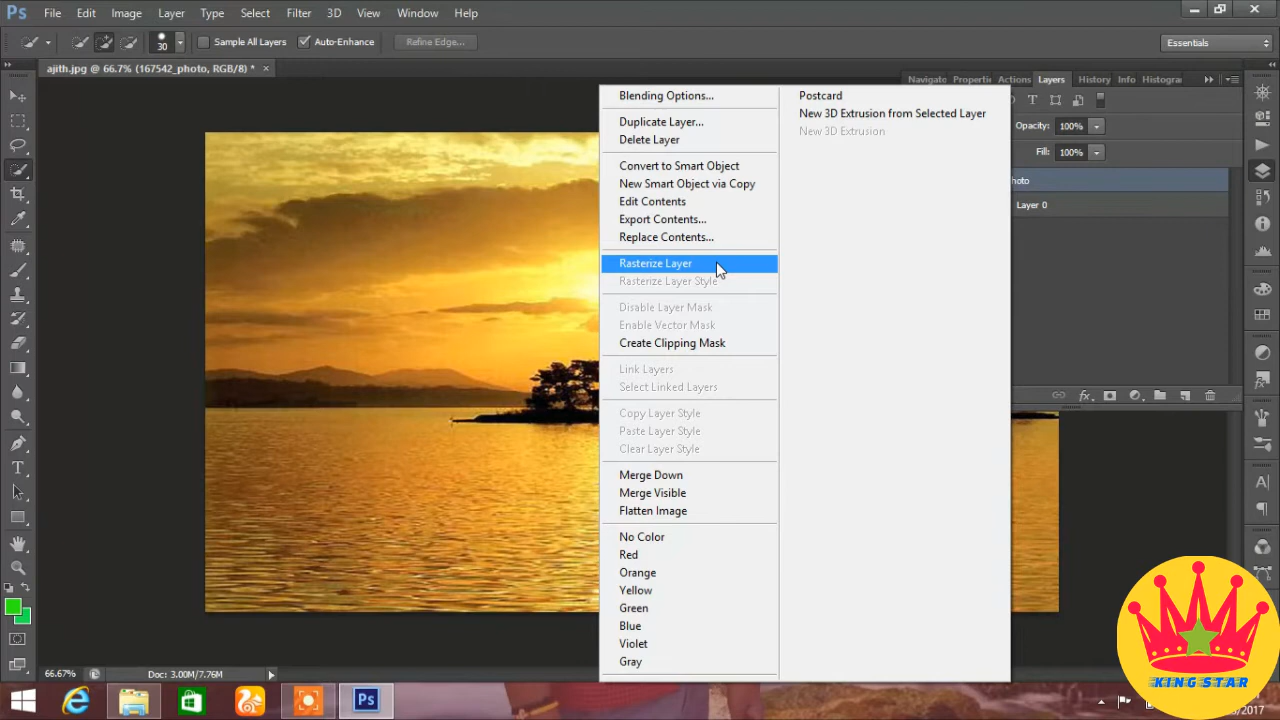 Ps File Edit Image Layer Type Select Filter 3D View Window Help
30 Sample All Layers Auto-Enhance Refine Edge... Essentials
ajith.jpg @ 66.7% (167542_photo, RGB/8) * ×
Navigato Properti Actions Layers History Info Histogra
Opacity: 100%
Fill: 100%
hoto
Layer 0
Blending Options...
Duplicate Layer...
Delete Layer
Convert to Smart Object
New Smart Object via Copy
Edit Contents
Export Contents...
Replace Contents...
Rasterize Layer
Rasterize Layer Style
Disable Layer Mask
Enable Vector Mask
Create Clipping Mask
Link Layers
Select Linked Layers
Copy Layer Style
Paste Layer Style
Clear Layer Style
Merge Down
Merge Visible
Flatten Image
No Color
Red
Orange
Yellow
Green
Blue
Violet
Gray
Postcard
New 3D Extrusion from Selected Layer
New 3D Extrusion
66.67% Doc: 3.00M/7.76M
Ps
KING STAR
/2017